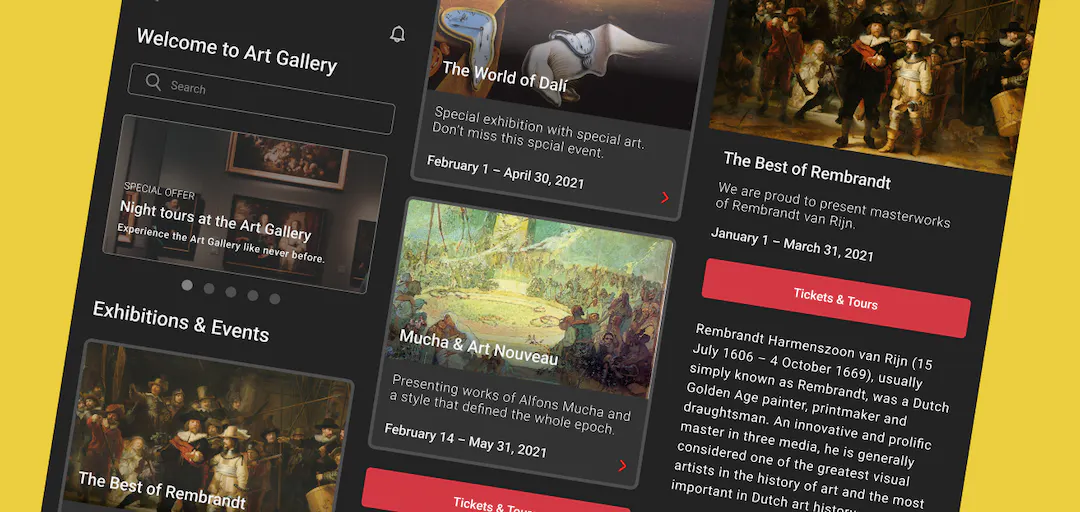 Welcome to Art Gallery
Search
SPECIAL OFFER
Night tours at the Art Gallery
Experience the Art Gallery like never before.
Exhibitions & Events
The Best of Rembrandt
The World of Dalí
Special exhibition with special art.
Don't miss this spcial event.
February 1 – April 30, 2021
Mucha & Art Nouveau
Presenting works of Alfons Mucha and
a style that defined the whole epoch.
February 14 – May 31, 2021
Tickets & Tours
The Best of Rembrandt
We are proud to present masterworks
of Rembrandt van Rijn.
January 1 – March 31, 2021
Tickets & Tours
Rembrandt Harmenszoon van Rijn (15
July 1606 – 4 October 1669), usually
simply known as Rembrandt, was a Dutch
Golden Age painter, printmaker and
draughtsman. An innovative and prolific
master in three media, he is generally
considered one of the greatest visual
artists in the history of art and the most
important in Dutch art history